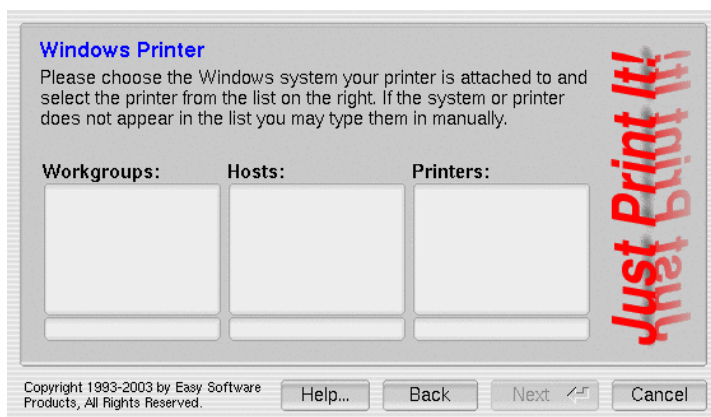 Windows Printer
Please choose the Windows system your printer is attached to and
select the printer from the list on the right. If the system or printer
does not appear in the list you may type them in manually.
Workgroups: Hosts: Printers:
Just Print It!
Just Print It!
Copyright 1993-2003 by Easy Software
Products, All Rights Reserved.
Help... Back Next Cancel